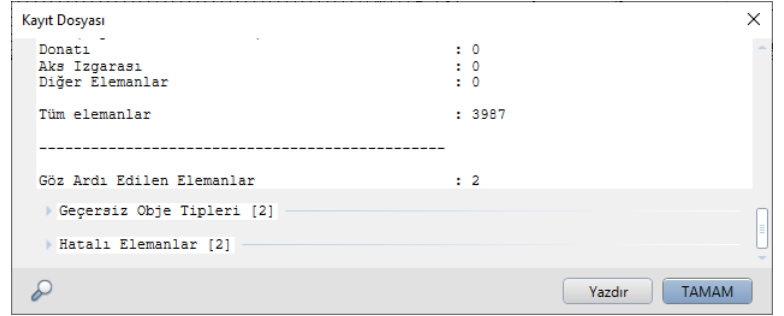 Kayıt Dosyası
Donatı : 0
Aks Izgarası : 0
Diğer Elemanlar : 0
Tüm elemanlar : 3987
-----------------------------------------------
Göz Ardı Edilen Elemanlar : 2
Geçersiz Obje Tipleri [2]
Hatalı Elemanlar [2]
Yazdır TAMAM